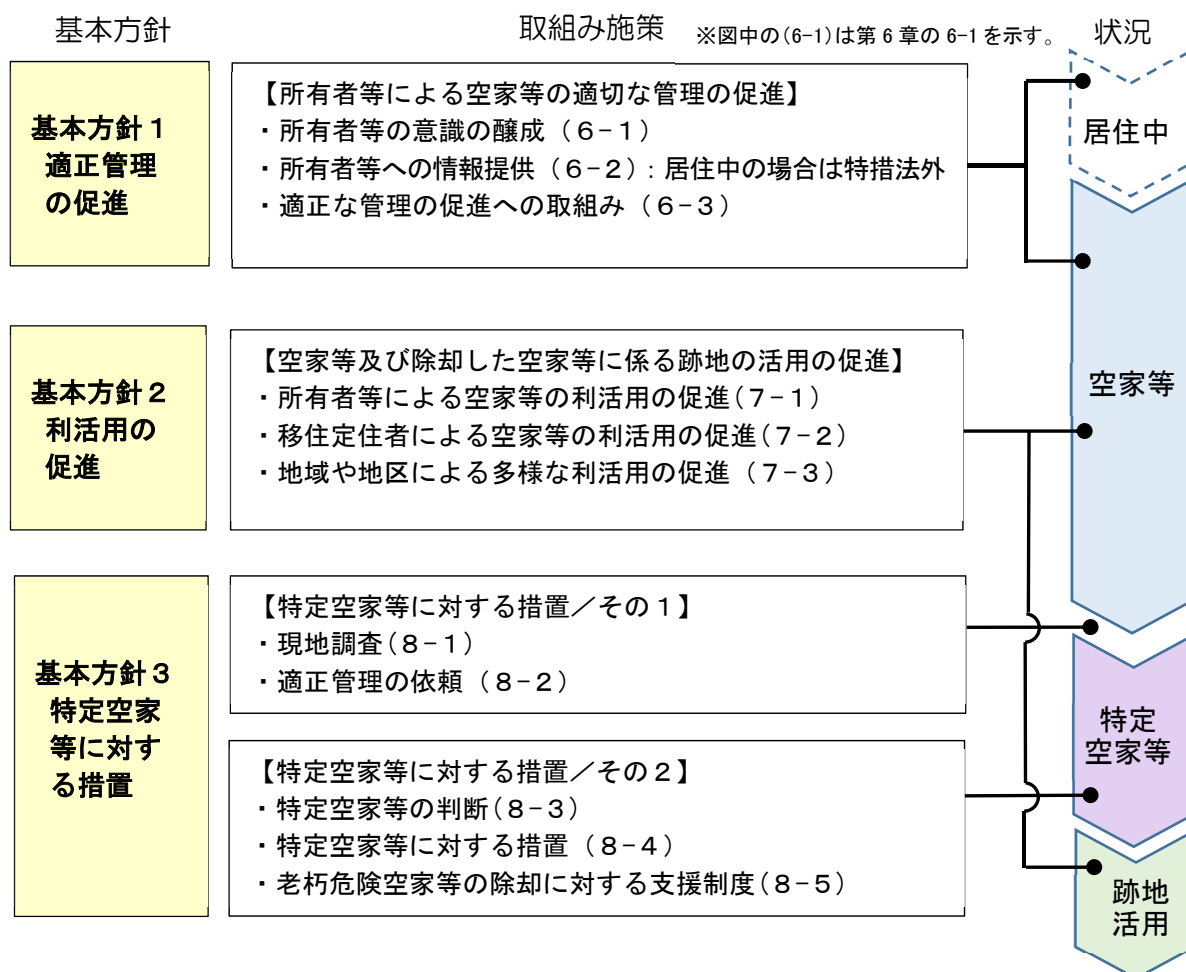 基本方針
取組み施策
※図中の(6-1)は第6章の6-1を示す。
状況
基本方針1
適正管理
の促進
【所有者等による空家等の適切な管理の促進】
・所有者等の意識の醸成（6-1）
・所有者等への情報提供（6-2）：居住中の場合は特措法外
・適正な管理の促進への取組み（6-3）
居住中
基本方針2
利活用の
促進
【空家等及び除却した空家等に係る跡地の活用の促進】
・所有者等による空家等の利活用の促進(7-1)
・移住定住者による空家等の利活用の促進(7-2)
・地域や地区による多様な利活用の促進（7-3）
空家等
基本方針3
特定空家
等に対す
る措置
【特定空家等に対する措置／その1】
・現地調査(8-1)
・適正管理の依頼（8-2）
【特定空家等に対する措置／その2】
・特定空家等の判断(8-3)
・特定空家等に対する措置（8-4）
・老朽危険空家等の除却に対する支援制度(8-5)
特定
空家等
跡地
活用